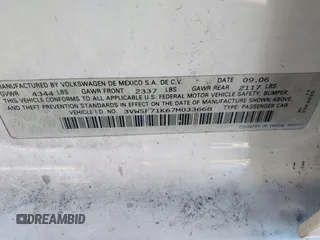 MANUFACTURED BY VOLKSWAGEN DE MEXICO S.A. DE C.V. 09.06
GVWR 4344 LBS GAWR FRONT 2337 LBS GAWR REAR 2117 LBS
THIS VEHICLE CONFORMS TO ALL APPLICABLE FEDERAL MOTOR VEHICLE SAFETY, BUMPER,
AND THEFT PREVENTION STANDARDS IN EFFECT ON THE DATE OF MANUFACTURE SHOWN ABOVE.
VEHICLE I.D. NO. 3VWSF71K67M033668 TYPE: PASSENGER CAR
DREAMBID